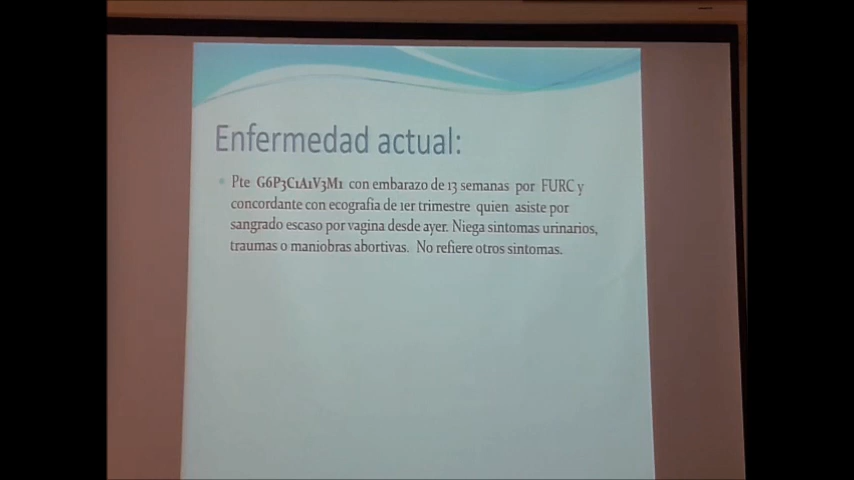 Enfermedad actual:
Pte G6P3C1A1V3M1 con embarazo de 13 semanas por FURC y
concordante con ecografia de 1er trimestre quien asiste por
sangrado escaso por vagina desde ayer. Niega sintomas urinarios,
traumas o maniobras abortivas. No refiere otros sintomas.